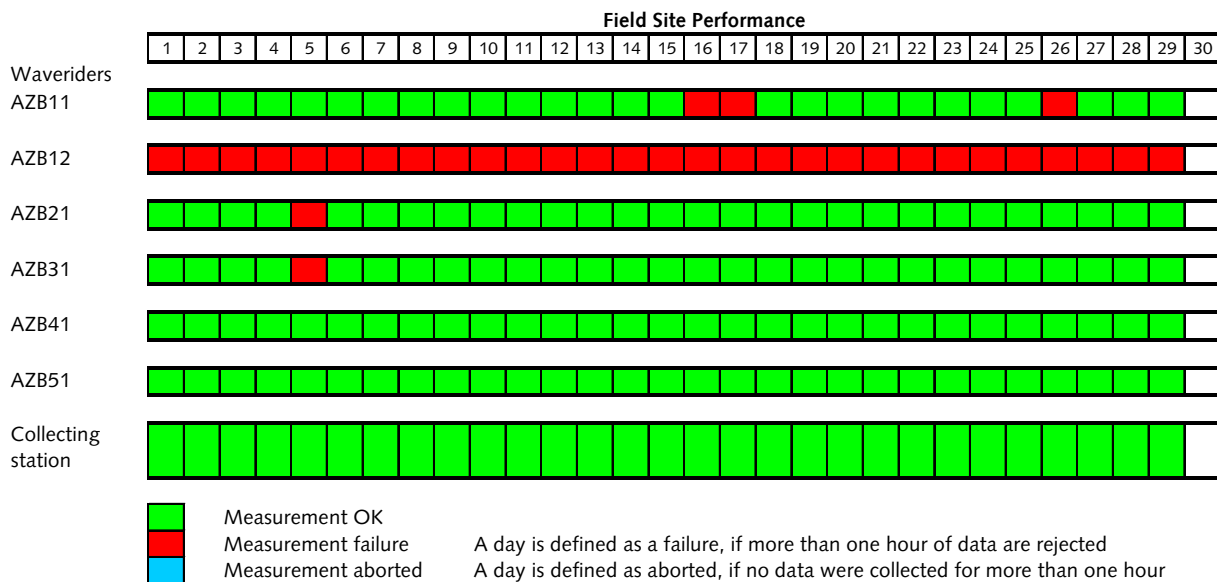 Field Site Performance
1 2 3 4 5 6 7 8 9 10 11 12 13 14 15 16 17 18 19 20 21 22 23 24 25 26 27 28 29 30
Waveriders
AZB11
AZB12
AZB21
AZB31
AZB41
AZB51
Collecting
station
Measurement OK
Measurement failure A day is defined as a failure, if more than one hour of data are rejected
Measurement aborted A day is defined as aborted, if no data were collected for more than one hour